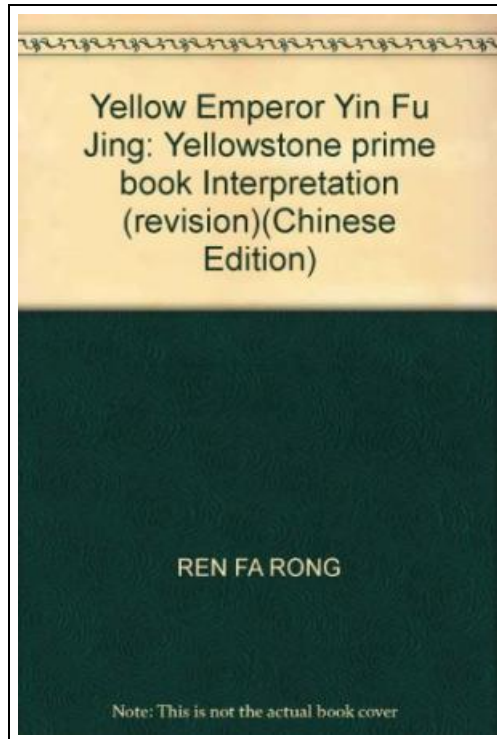 Yellow Emperor Yin Fu
Jing: Yellowstone prime
book Interpretation
(revision)(Chinese
Edition)
REN FA RONG
Note: This is not the actual book cover